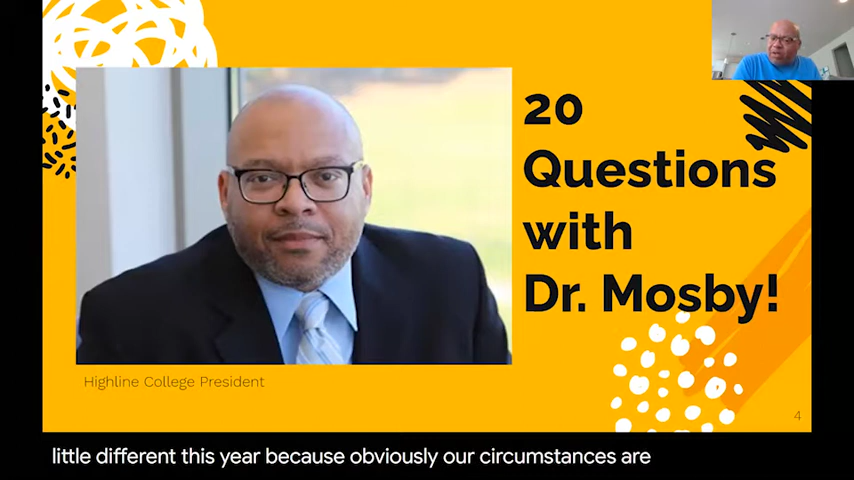 20
Questions
with
Dr. Mosby!
Highline College President
4
little different this year because obviously our circumstances are